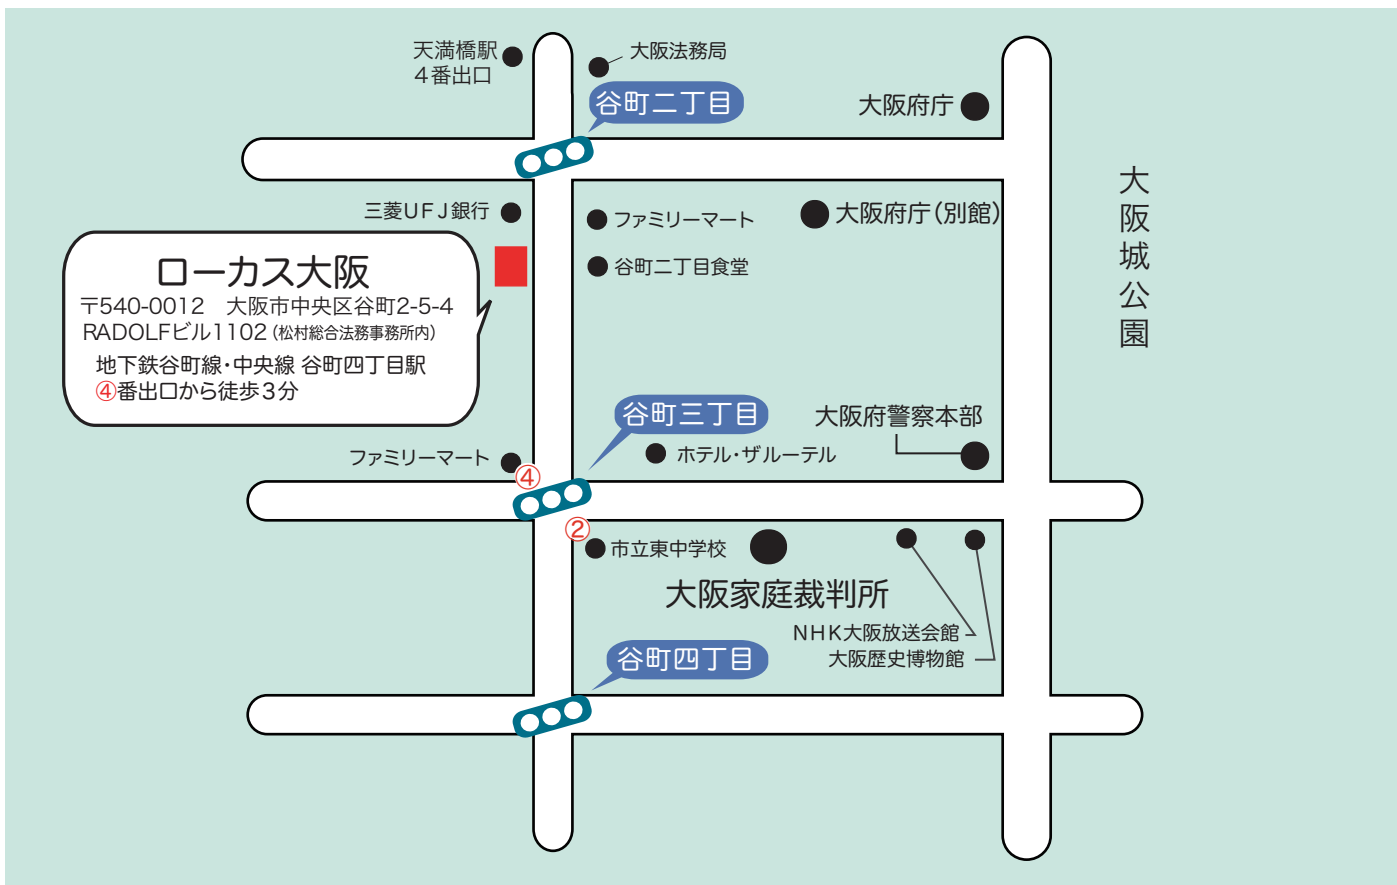 天満橋駅
4番出口
大阪法務局
谷町二丁目
大阪府庁
三菱UFJ銀行
ファミリーマート
大阪府庁(別館)
谷町二丁目食堂
大阪城公園
ローカス大阪
〒540-0012 大阪市中央区谷町2-5-4
RADOLFビル1102(松村総合法務事務所内)
地下鉄谷町線・中央線 谷町四丁目駅
④番出口から徒歩3分
谷町三丁目
大阪府警察本部
ファミリーマート
ホテル・ザルーテル
④
②
市立東中学校
大阪家庭裁判所
NHK大阪放送会館
大阪歴史博物館
谷町四丁目